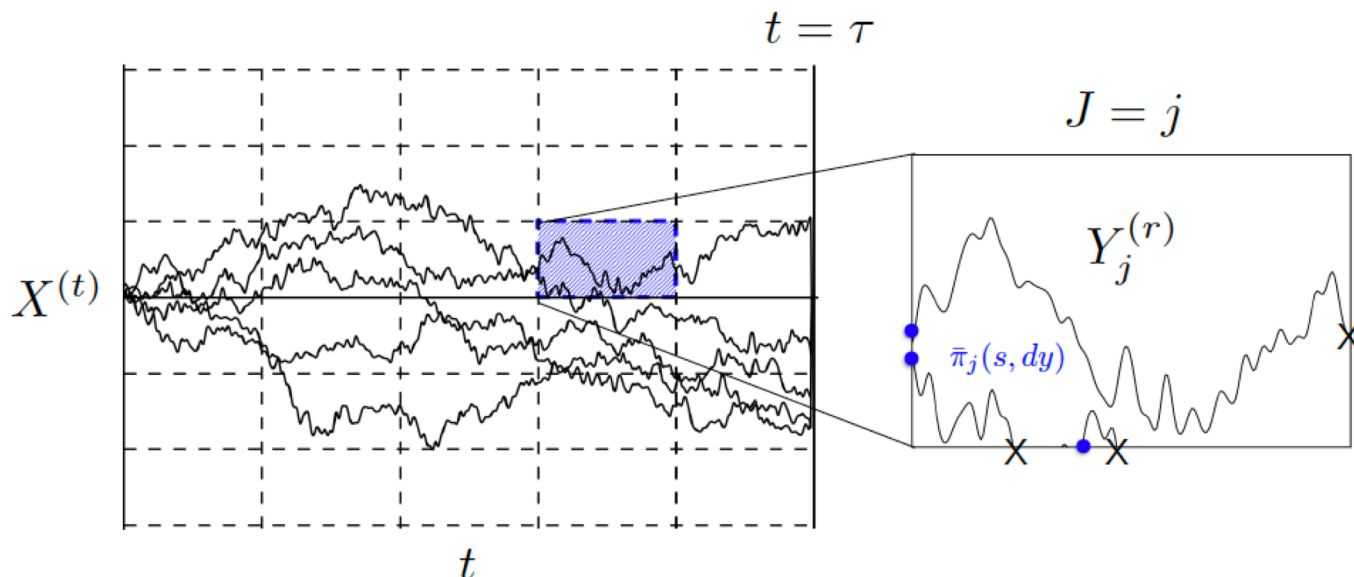 t = τ
J = j
X^{(t)}
Y_j^{(r)}
π̄_j(s, dy)
X
X
X
t